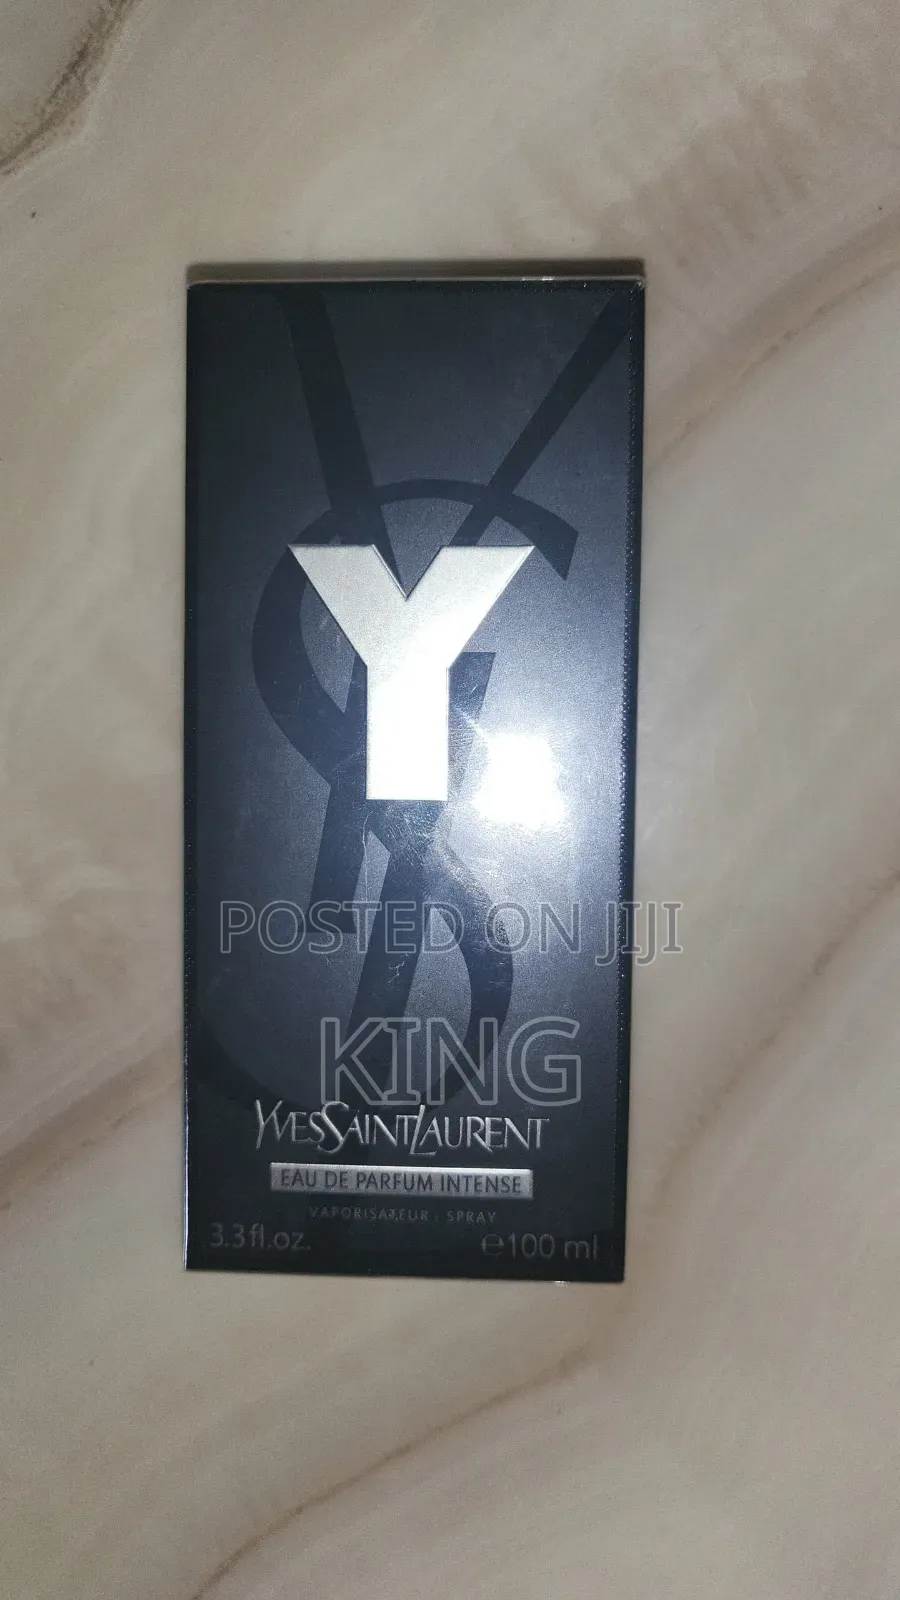 Y
POSTED ON JIJI
KING
YVESSAINTLAURENT
EAU DE PARFUM INTENSE
VAPORISATEUR . SPRAY
3.3fl.oz. ℮100 ml